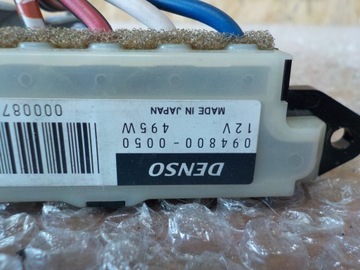 DENSO
094800-0050
12V 495W
MADE IN JAPAN
000087